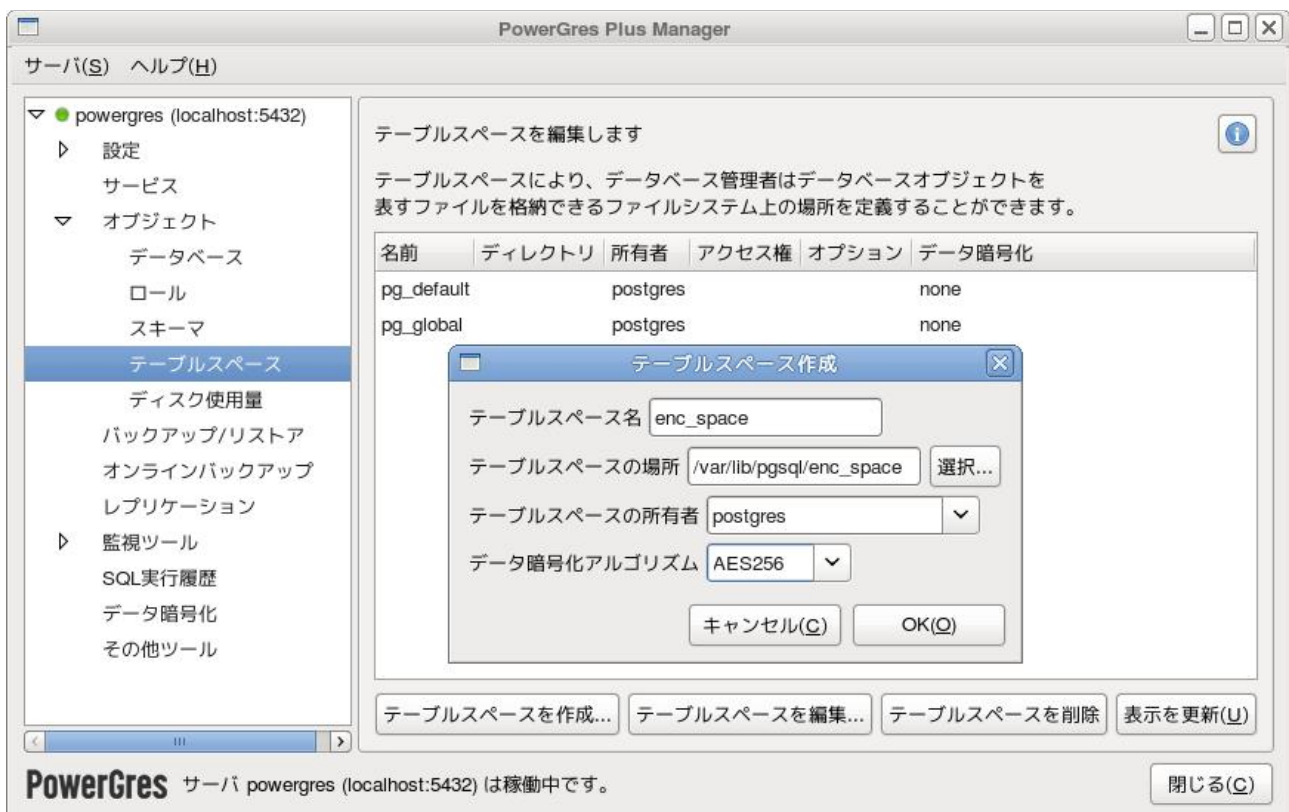 PowerGres Plus Manager
サーバ(S) ヘルプ(H)
powergres (localhost:5432)
設定
サービス
オブジェクト
データベース
ロール
スキーマ
テーブルスペース
ディスク使用量
バックアップ/リストア
オンラインバックアップ
レプリケーション
監視ツール
SQL実行履歴
データ暗号化
その他ツール
テーブルスペースを編集します
テーブルスペースにより、データベース管理者はデータベースオブジェクトを
表すファイルを格納できるファイルシステム上の場所を定義することができます。
名前 ディレクトリ 所有者 アクセス権 オプション データ暗号化
pg_default postgres none
pg_global postgres none
テーブルスペース作成
テーブルスペース名 enc_space
テーブルスペースの場所 /var/lib/pgsql/enc_space 選択...
テーブルスペースの所有者 postgres
データ暗号化アルゴリズム AES256
キャンセル(C) OK(O)
テーブルスペースを作成... テーブルスペースを編集... テーブルスペースを削除 表示を更新(U)
PowerGres サーバ powergres (localhost:5432) は稼働中です。 閉じる(C)